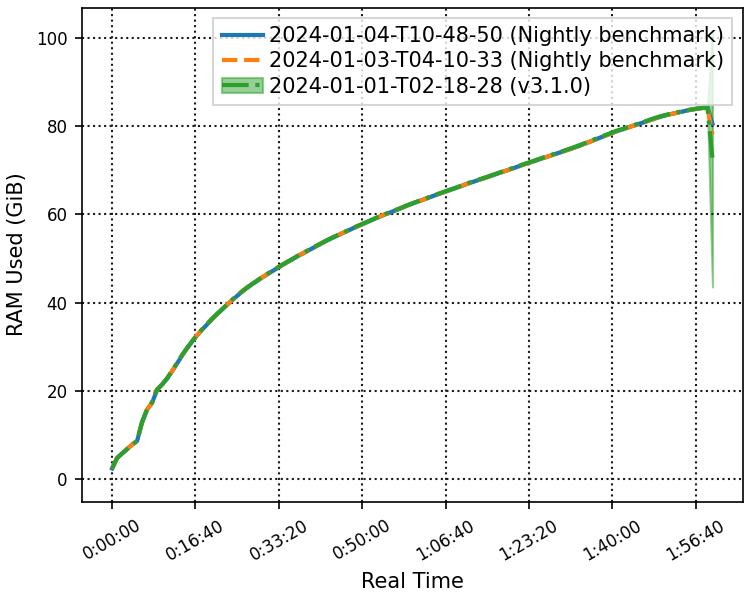 2024-01-04-T10-48-50 (Nightly benchmark)
2024-01-03-T04-10-33 (Nightly benchmark)
2024-01-01-T02-18-28 (v3.1.0)
100
80
60
40
20
0
RAM Used (GiB)
0:00:00
0:16:40
0:33:20
0:50:00
1:06:40
1:23:20
1:40:00
1:56:40
Real Time